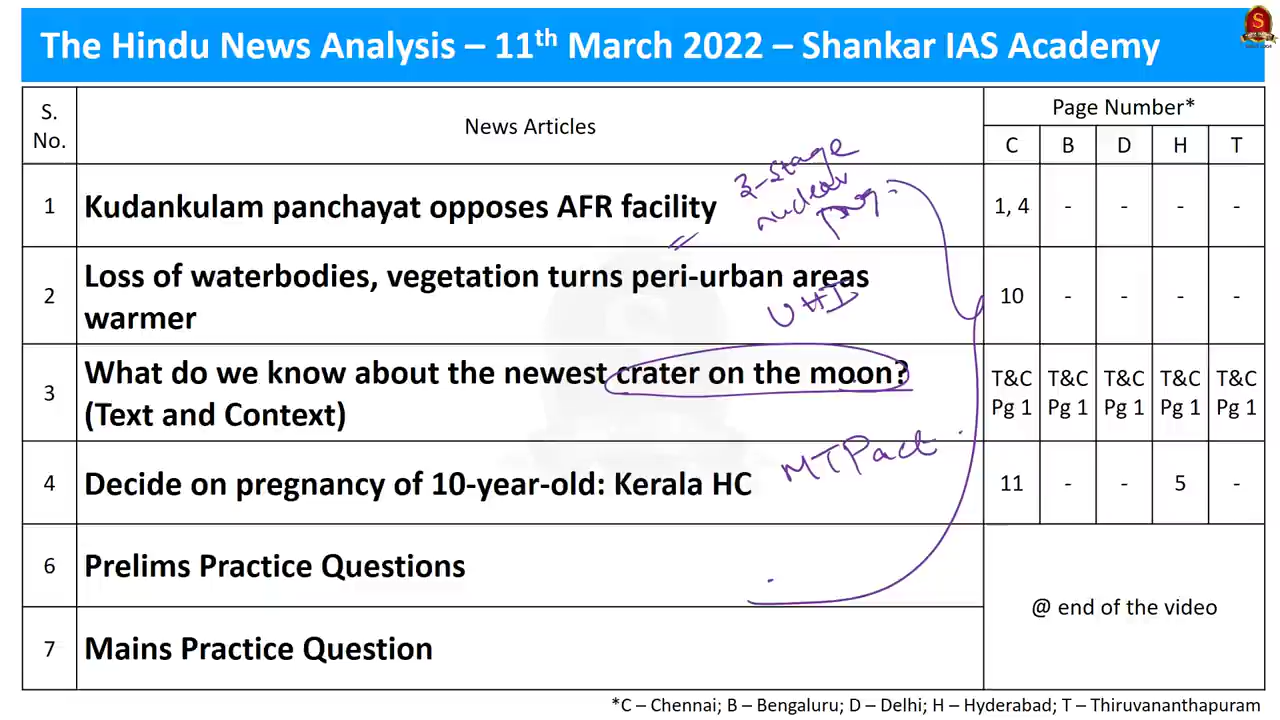 The Hindu News Analysis – 11th March 2022 – Shankar IAS Academy
S. No. News Articles Page Number*
C B D H T
1 Kudankulam panchayat opposes AFR facility 1, 4 - - - -
3-Stage
nuclear
prog.
2 Loss of waterbodies, vegetation turns peri-urban areas warmer 10 - - - -
UHI
3 What do we know about the newest crater on the moon? (Text and Context) T&C Pg 1 T&C Pg 1 T&C Pg 1 T&C Pg 1 T&C Pg 1
4 Decide on pregnancy of 10-year-old: Kerala HC 11 - - 5 -
MTP act
6 Prelims Practice Questions
@ end of the video
7 Mains Practice Question
*C – Chennai; B – Bengaluru; D – Delhi; H – Hyderabad; T – Thiruvananthapuram